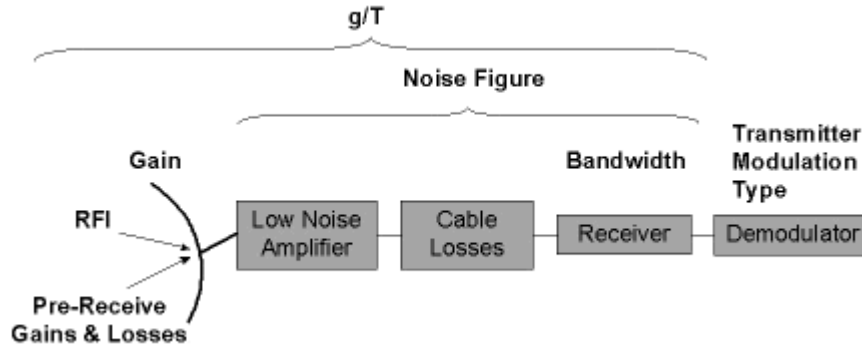 g/T
Noise Figure
Gain
Bandwidth
Transmitter
Modulation
Type
RFI
Low Noise
Amplifier
Cable
Losses
Receiver
Demodulator
Pre-Receive
Gains & Losses